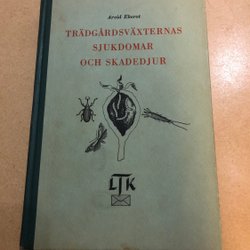 Arvid Ekerot
TRÄDGÅRDSVÄXTERNAS
SJUKDOMAR
OCH SKADEDJUR
LTK